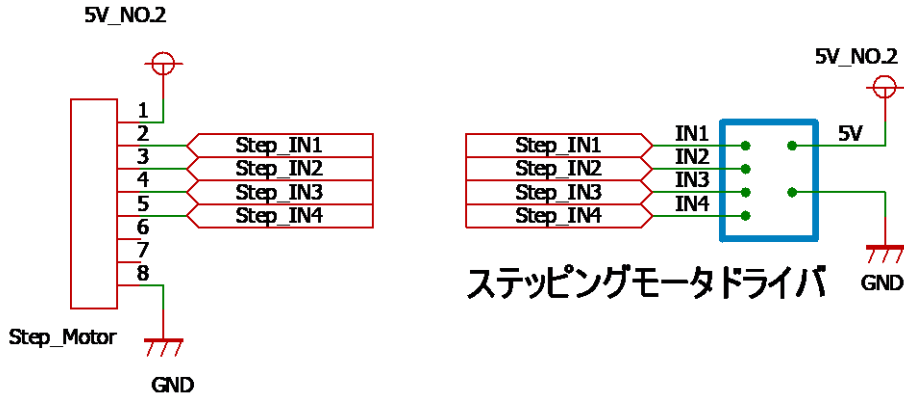 5V_NO.2
1
2
3
4
5
6
7
8
Step_IN1
Step_IN2
Step_IN3
Step_IN4
Step_Motor
GND
5V_NO.2
Step_IN1
Step_IN2
Step_IN3
Step_IN4
IN1
IN2
IN3
IN4
5V
ステッピングモータドライバ
GND